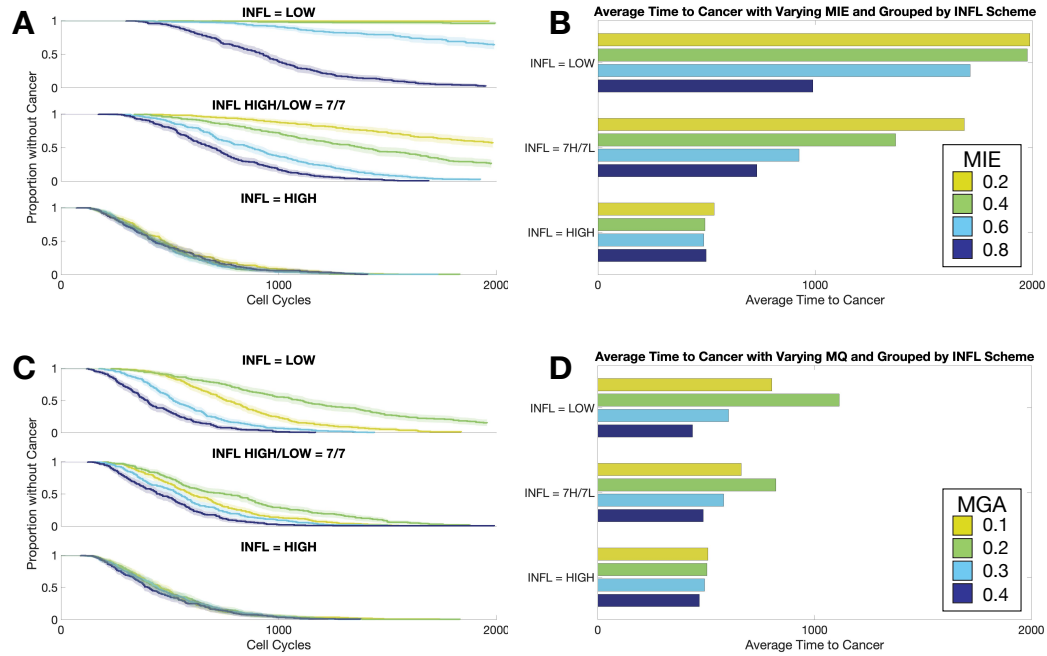 A
INFL = LOW
1
0.5
0
INFL HIGH/LOW = 7/7
1
0.5
0
INFL = HIGH
1
0.5
0
Proportion without Cancer
0
1000
2000
Cell Cycles
B
Average Time to Cancer with Varying MIE and Grouped by INFL Scheme
INFL = LOW
INFL = 7H/7L
INFL = HIGH
MIE
0.2
0.4
0.6
0.8
0
1000
2000
Average Time to Cancer
C
INFL = LOW
1
0.5
0
INFL HIGH/LOW = 7/7
1
0.5
0
INFL = HIGH
1
0.5
0
Proportion without Cancer
0
1000
2000
Cell Cycles
D
Average Time to Cancer with Varying MQ and Grouped by INFL Scheme
INFL = LOW
INFL = 7H/7L
INFL = HIGH
MGA
0.1
0.2
0.3
0.4
0
1000
2000
Average Time to Cancer